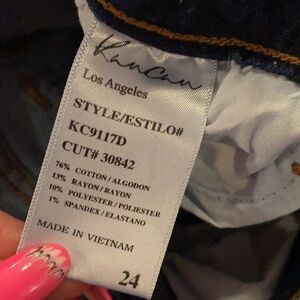 KanCan
Los Angeles
STYLE/ESTILO#
KC9117D
CUT# 30842
76% COTTON/ALGODON
13% RAYON/RAYON
10% POLYESTER/POLIESTER
1% SPANDEX/ELASTANO
MADE IN VIETNAM
24